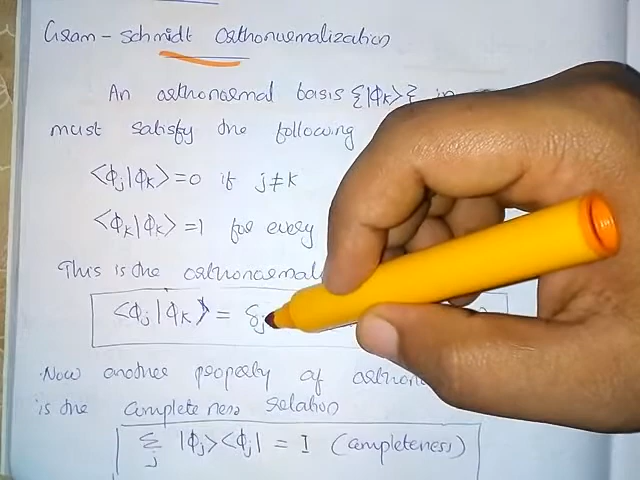 Gram-Schmidt Orthonormalization
An orthonormal basis {|ϕk>} in
must satisfy the following
<ϕj|ϕk> = 0 if j≠k
<ϕk|ϕk> = 1 for every
This is the orthonormal
<ϕj|ϕk> = δj
Now another property of orthon
is the completeness relation
Σj |ϕj><ϕj| = I (completeness)